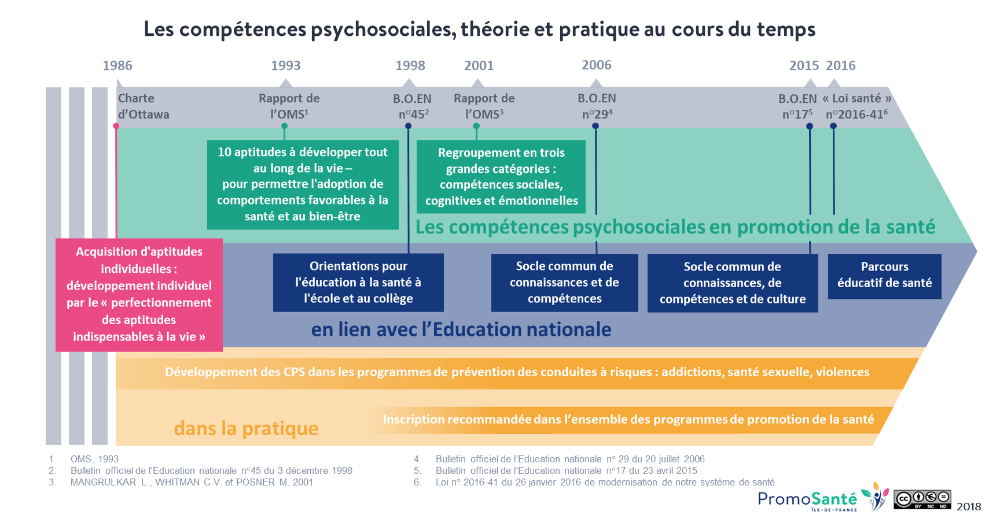 Les compétences psychosociales, théorie et pratique au cours du temps
1986
1993
1998
2001
2006
2015
2016
Charte
d’Ottawa
Rapport de
l’OMS1
B.O.EN
n°452
Rapport de
l’OMS3
B.O.EN
n°294
B.O.EN
n°175
« Loi santé »
n°2016-416
10 aptitudes à développer tout
au long de la vie –
pour permettre l'adoption de
comportements favorables à la
santé et au bien-être
Regroupement en trois
grandes catégories :
compétences sociales,
cognitives et émotionnelles
Les compétences psychosociales en promotion de la santé
Acquisition d'aptitudes
individuelles :
développement individuel
par le « perfectionnement
des aptitudes
indispensables à la vie »
Orientations pour
l'éducation à la santé à
l'école et au collège
Socle commun de
connaissances et de
compétences
Socle commun de
connaissances, de
compétences et de culture
Parcours
éducatif de santé
en lien avec l’Education nationale
Développement des CPS dans les programmes de prévention des conduites à risques : addictions, santé sexuelle, violences
Inscription recommandée dans l’ensemble des programmes de promotion de la santé
dans la pratique
1. OMS, 1993
2. Bulletin officiel de l’Education nationale n°45 du 3 décembre 1998
3. MANGRULKAR L., WHITMAN C.V. et POSNER M. 2001
4. Bulletin officiel de l’Education nationale n° 29 du 20 juillet 2006
5. Bulletin officiel de l’Education nationale n°17 du 23 avril 2015
6. Loi n° 2016-41 du 26 janvier 2016 de modernisation de notre système de santé
PromoSanté
ÎLE-DE-FRANCE
cc
BY NC ND
2018